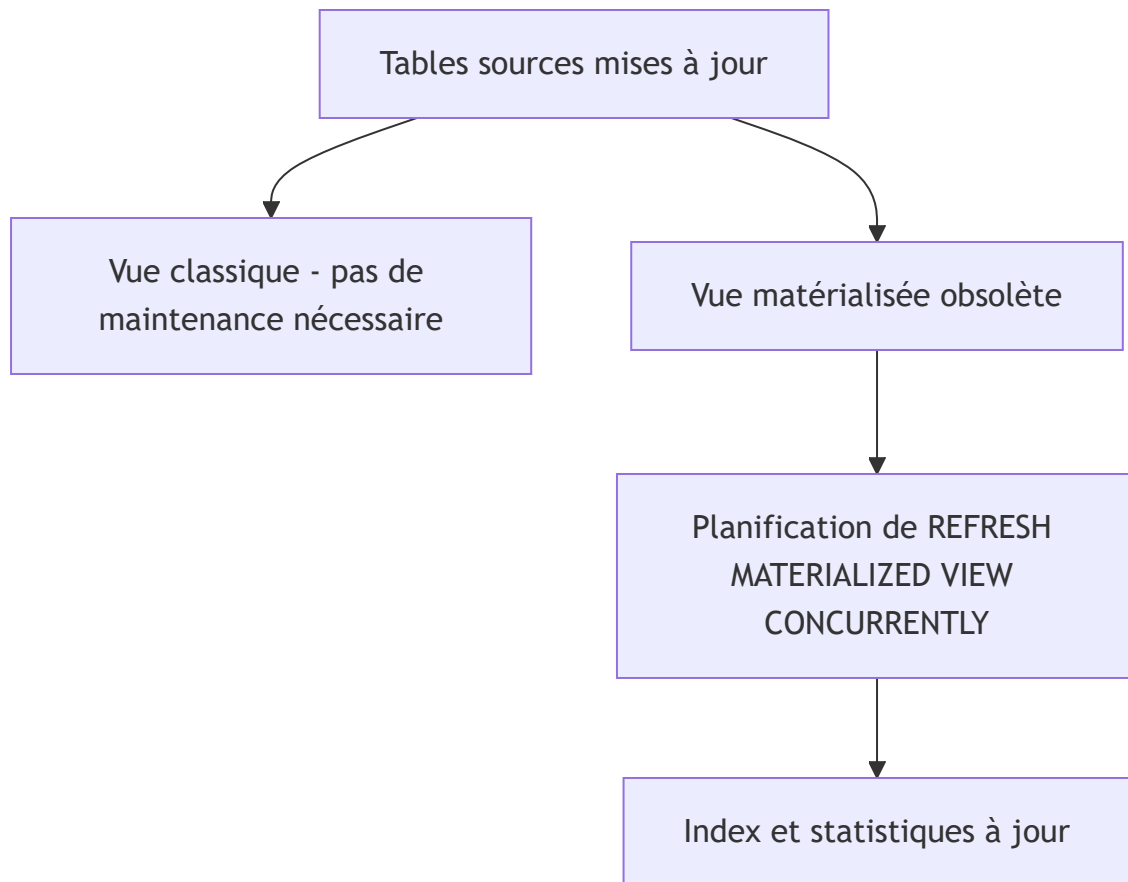 Tables sources mises à jour
Vue classique - pas de
maintenance nécessaire
Vue matérialisée obsolète
Planification de REFRESH
MATERIALIZED VIEW
CONCURRENTLY
Index et statistiques à jour